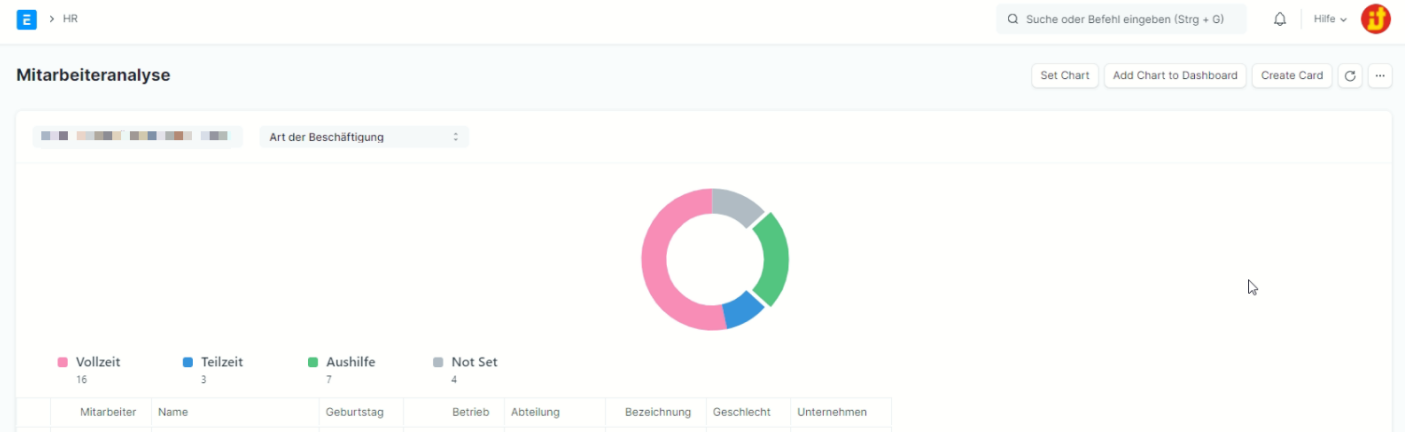 E > HR Suche oder Befehl eingeben (Strg + G) Hilfe it
Mitarbeiteranalyse Set Chart Add Chart to Dashboard Create Card ...
Art der Beschäftigung
Vollzeit Teilzeit Aushilfe Not Set
16 3 7 4
Mitarbeiter Name Geburtstag Betrieb Abteilung Bezeichnung Geschlecht Unternehmen